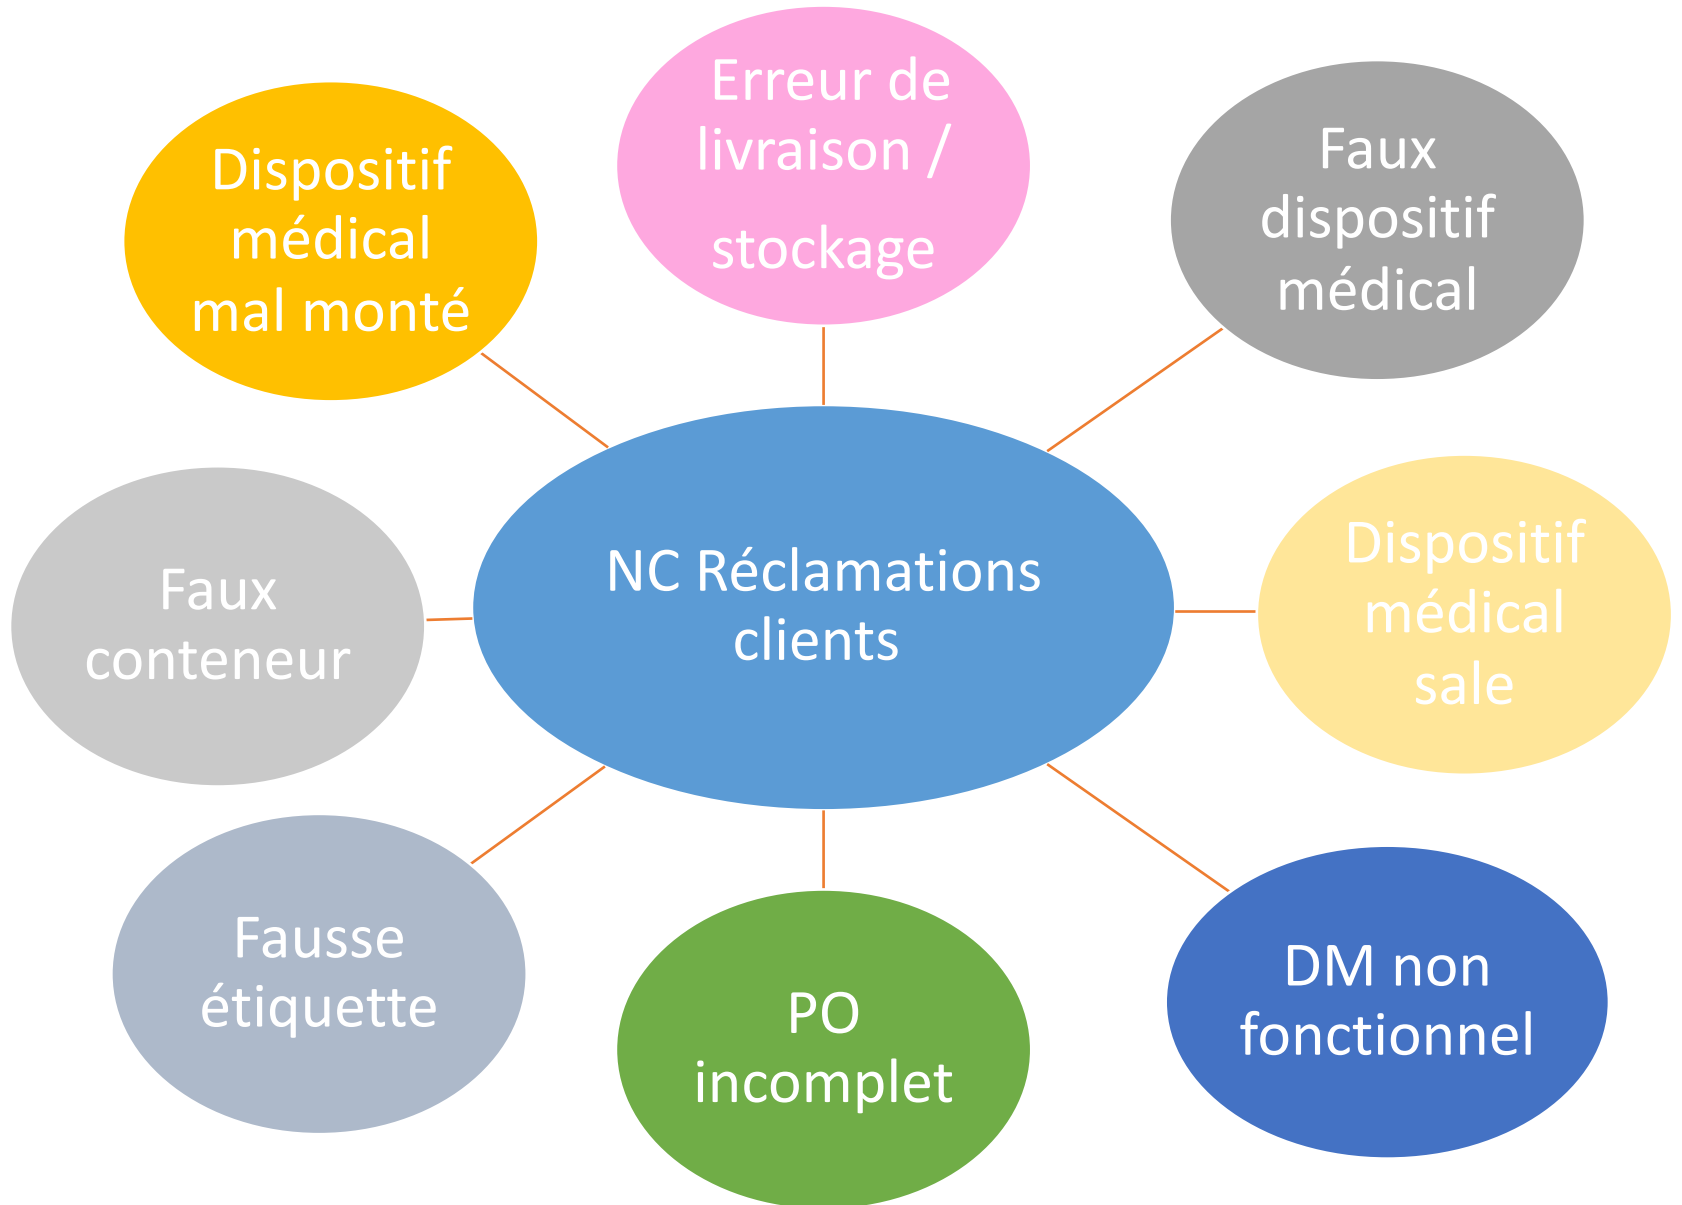 Erreur de
livraison /
stockage
Faux
dispositif
médical
Dispositif
médical
sale
DM non
fonctionnel
PO
incomplet
Fausse
étiquette
Faux
conteneur
Dispositif
médical
mal monté
NC Réclamations
clients